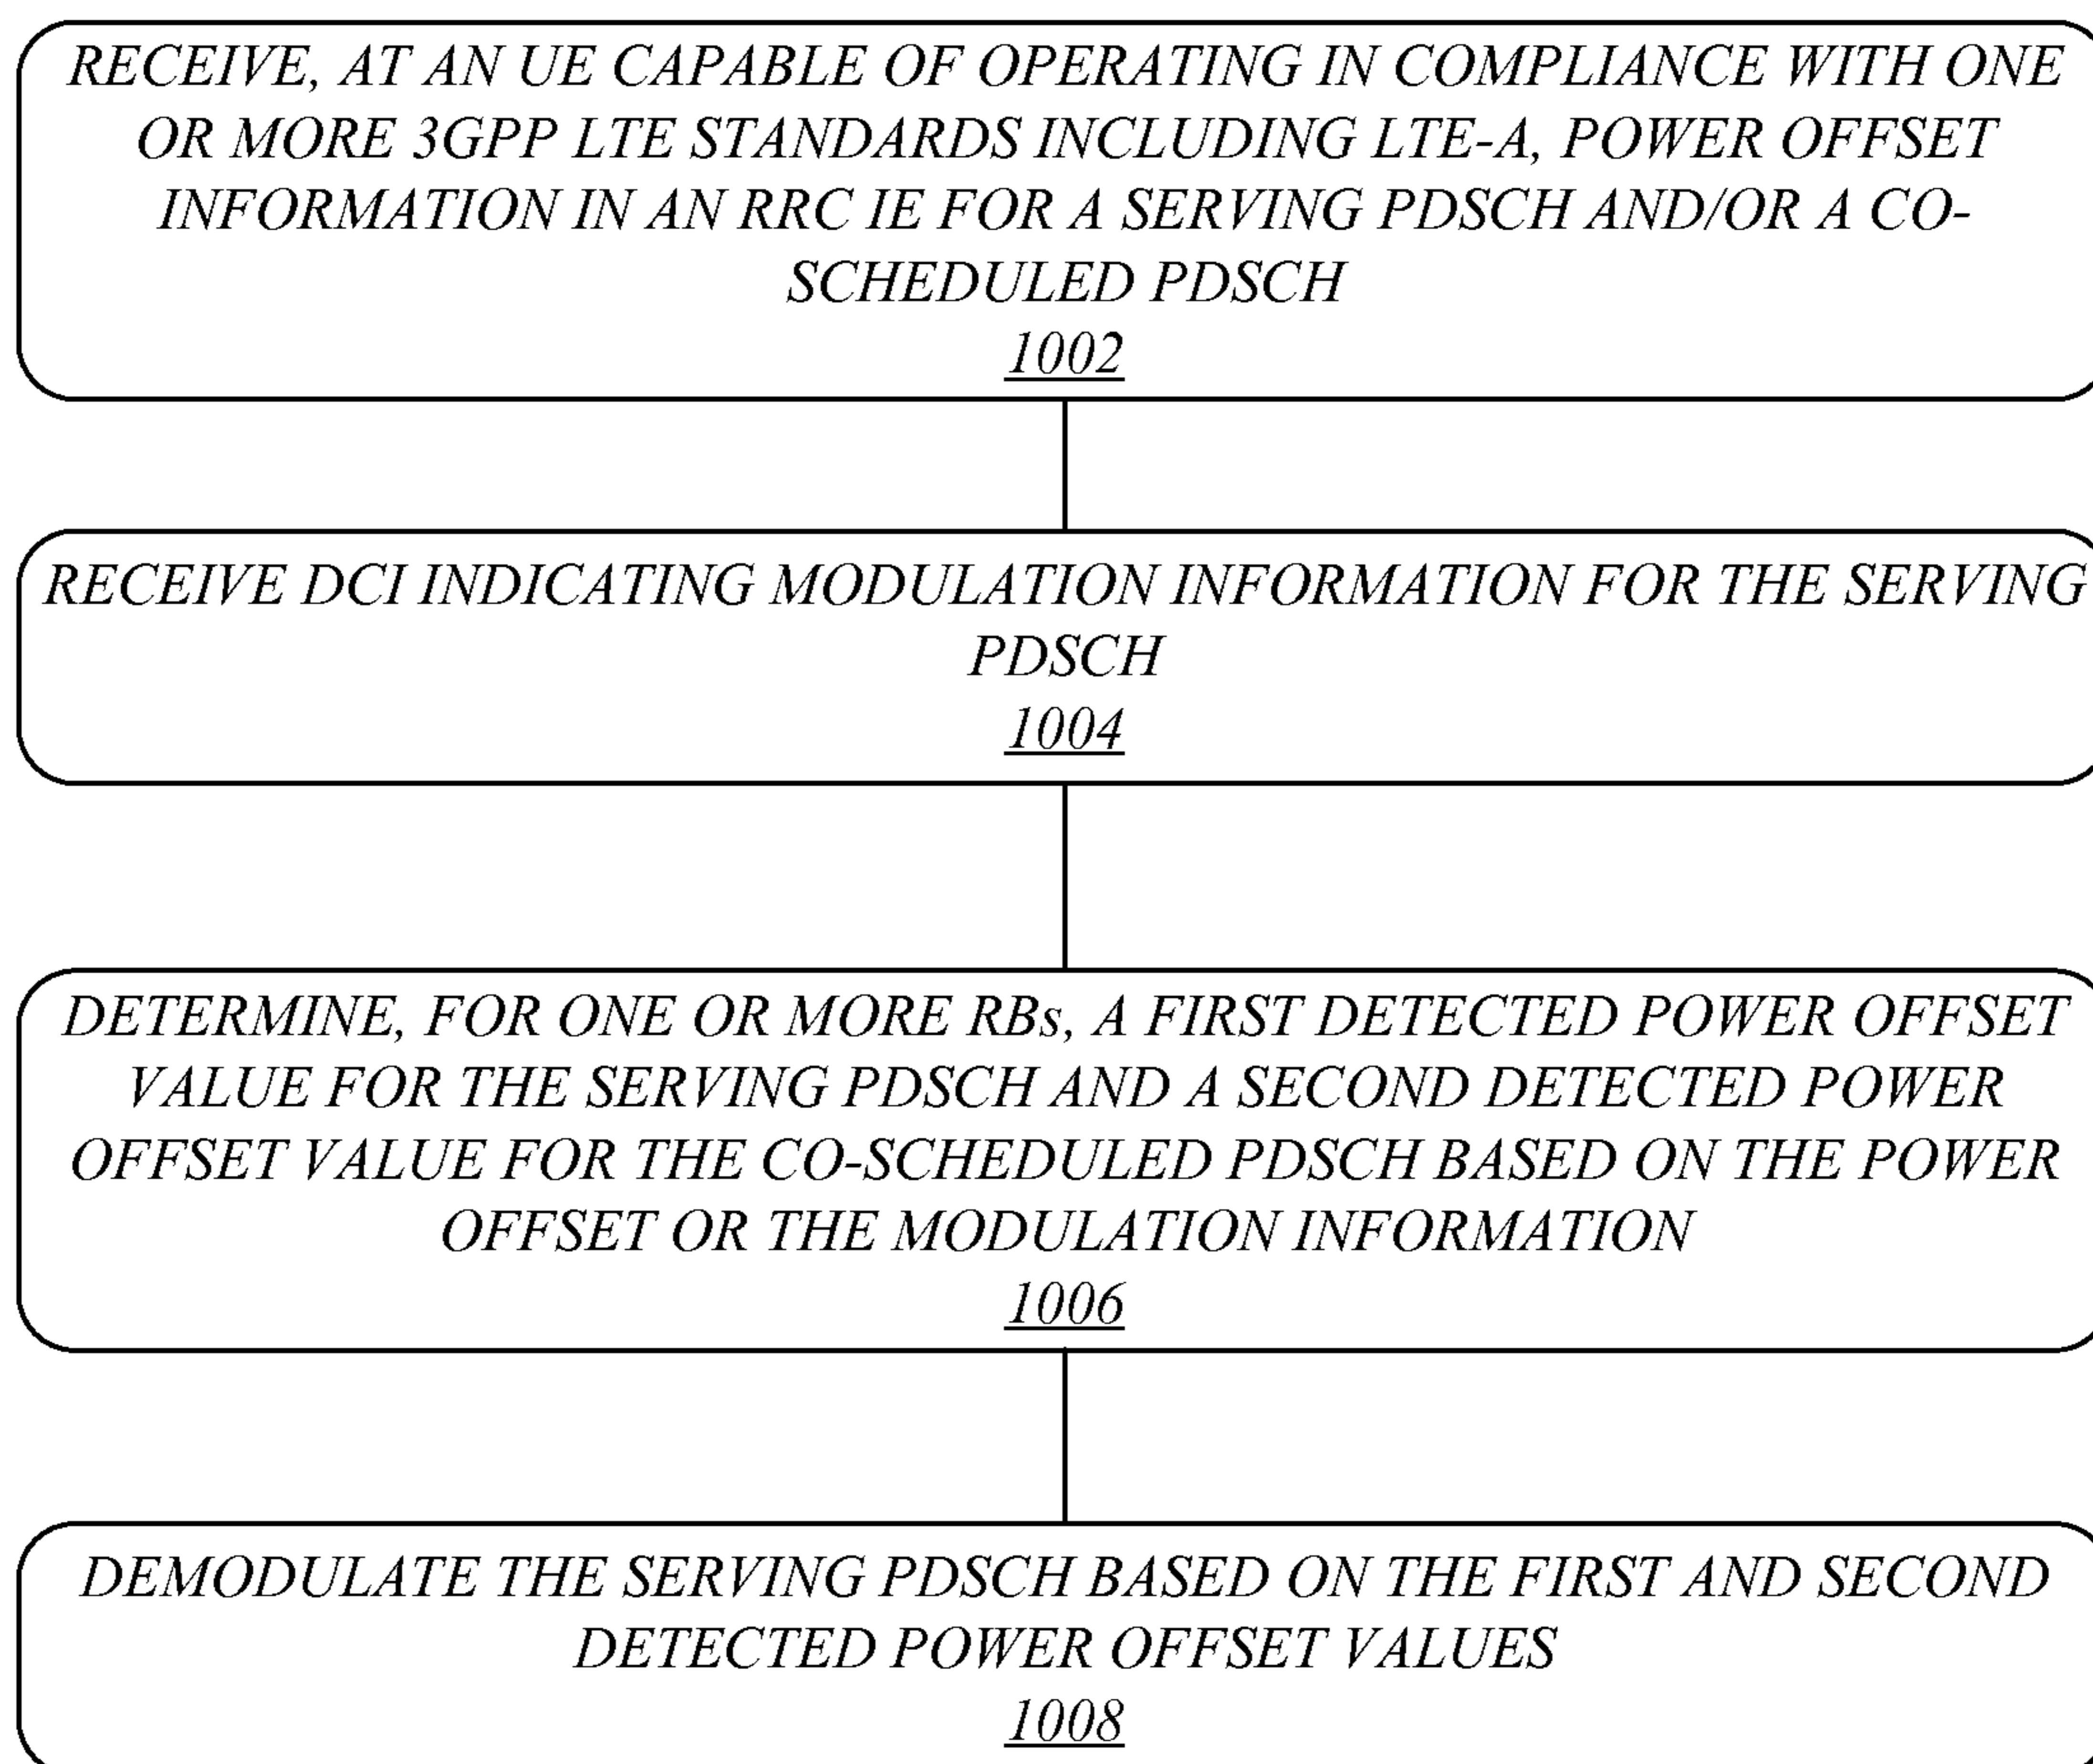 RECEIVE, AT AN UE CAPABLE OF OPERATING IN COMPLIANCE WITH ONE
OR MORE 3GPP LTE STANDARDS INCLUDING LTE-A, POWER OFFSET
INFORMATION IN AN RRC IE FOR A SERVING PDSCH AND/OR A CO-
SCHEDULED PDSCH
1002
RECEIVE DCI INDICATING MODULATION INFORMATION FOR THE SERVING
PDSCH
1004
DETERMINE, FOR ONE OR MORE RBs, A FIRST DETECTED POWER OFFSET
VALUE FOR THE SERVING PDSCH AND A SECOND DETECTED POWER
OFFSET VALUE FOR THE CO-SCHEDULED PDSCH BASED ON THE POWER
OFFSET OR THE MODULATION INFORMATION
1006
DEMODULATE THE SERVING PDSCH BASED ON THE FIRST AND SECOND
DETECTED POWER OFFSET VALUES
1008